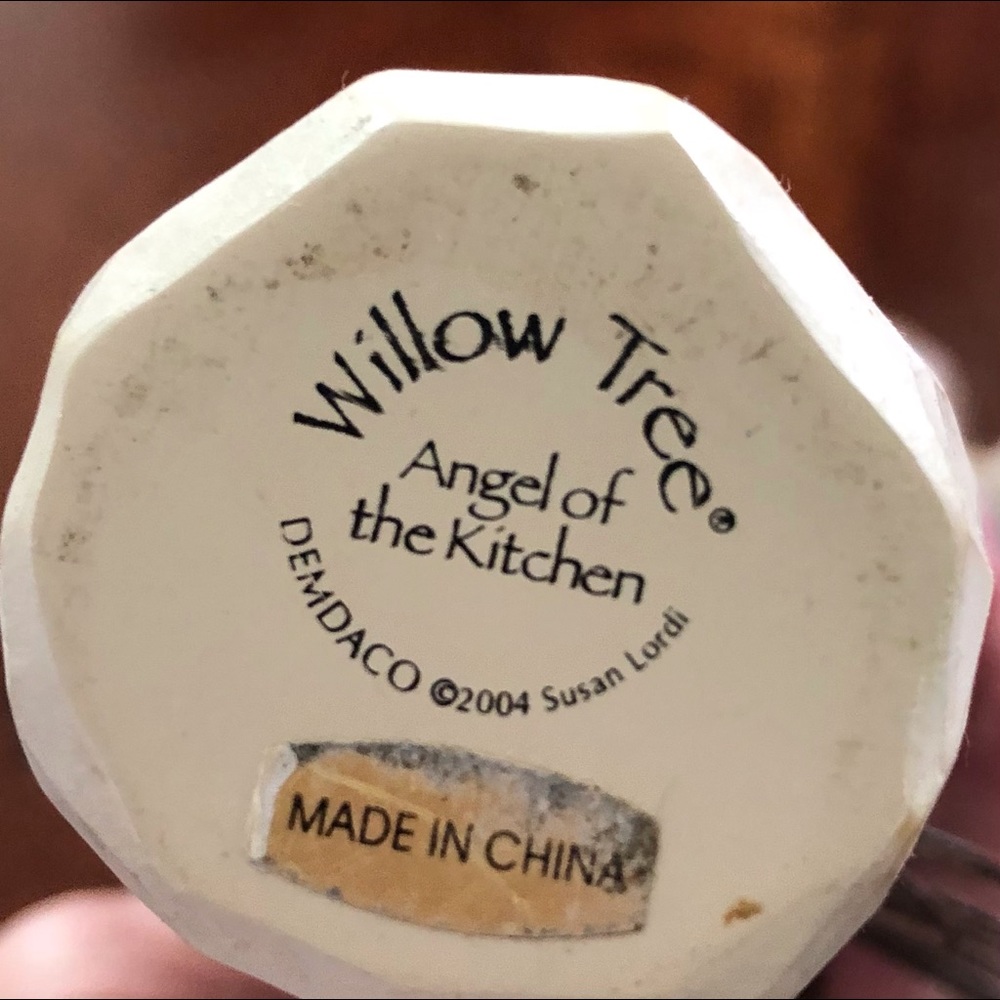 Willow Tree®
Angel of
the Kitchen
DEMDACO ©2004 Susan Lordi
MADE IN CHINA